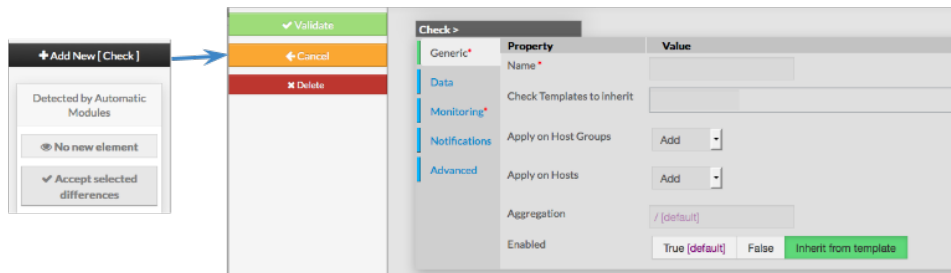 Add New [ Check ]
Detected by Automatic
Modules
No new element
Accept selected
differences
Validate
Cancel
Delete
Check >
Generic*
Data
Monitoring*
Notifications
Advanced
Property Value
Name *
Check Templates to inherit
Apply on Host Groups Add
Apply on Hosts Add
Aggregation / [default]
Enabled True [default] False Inherit from template